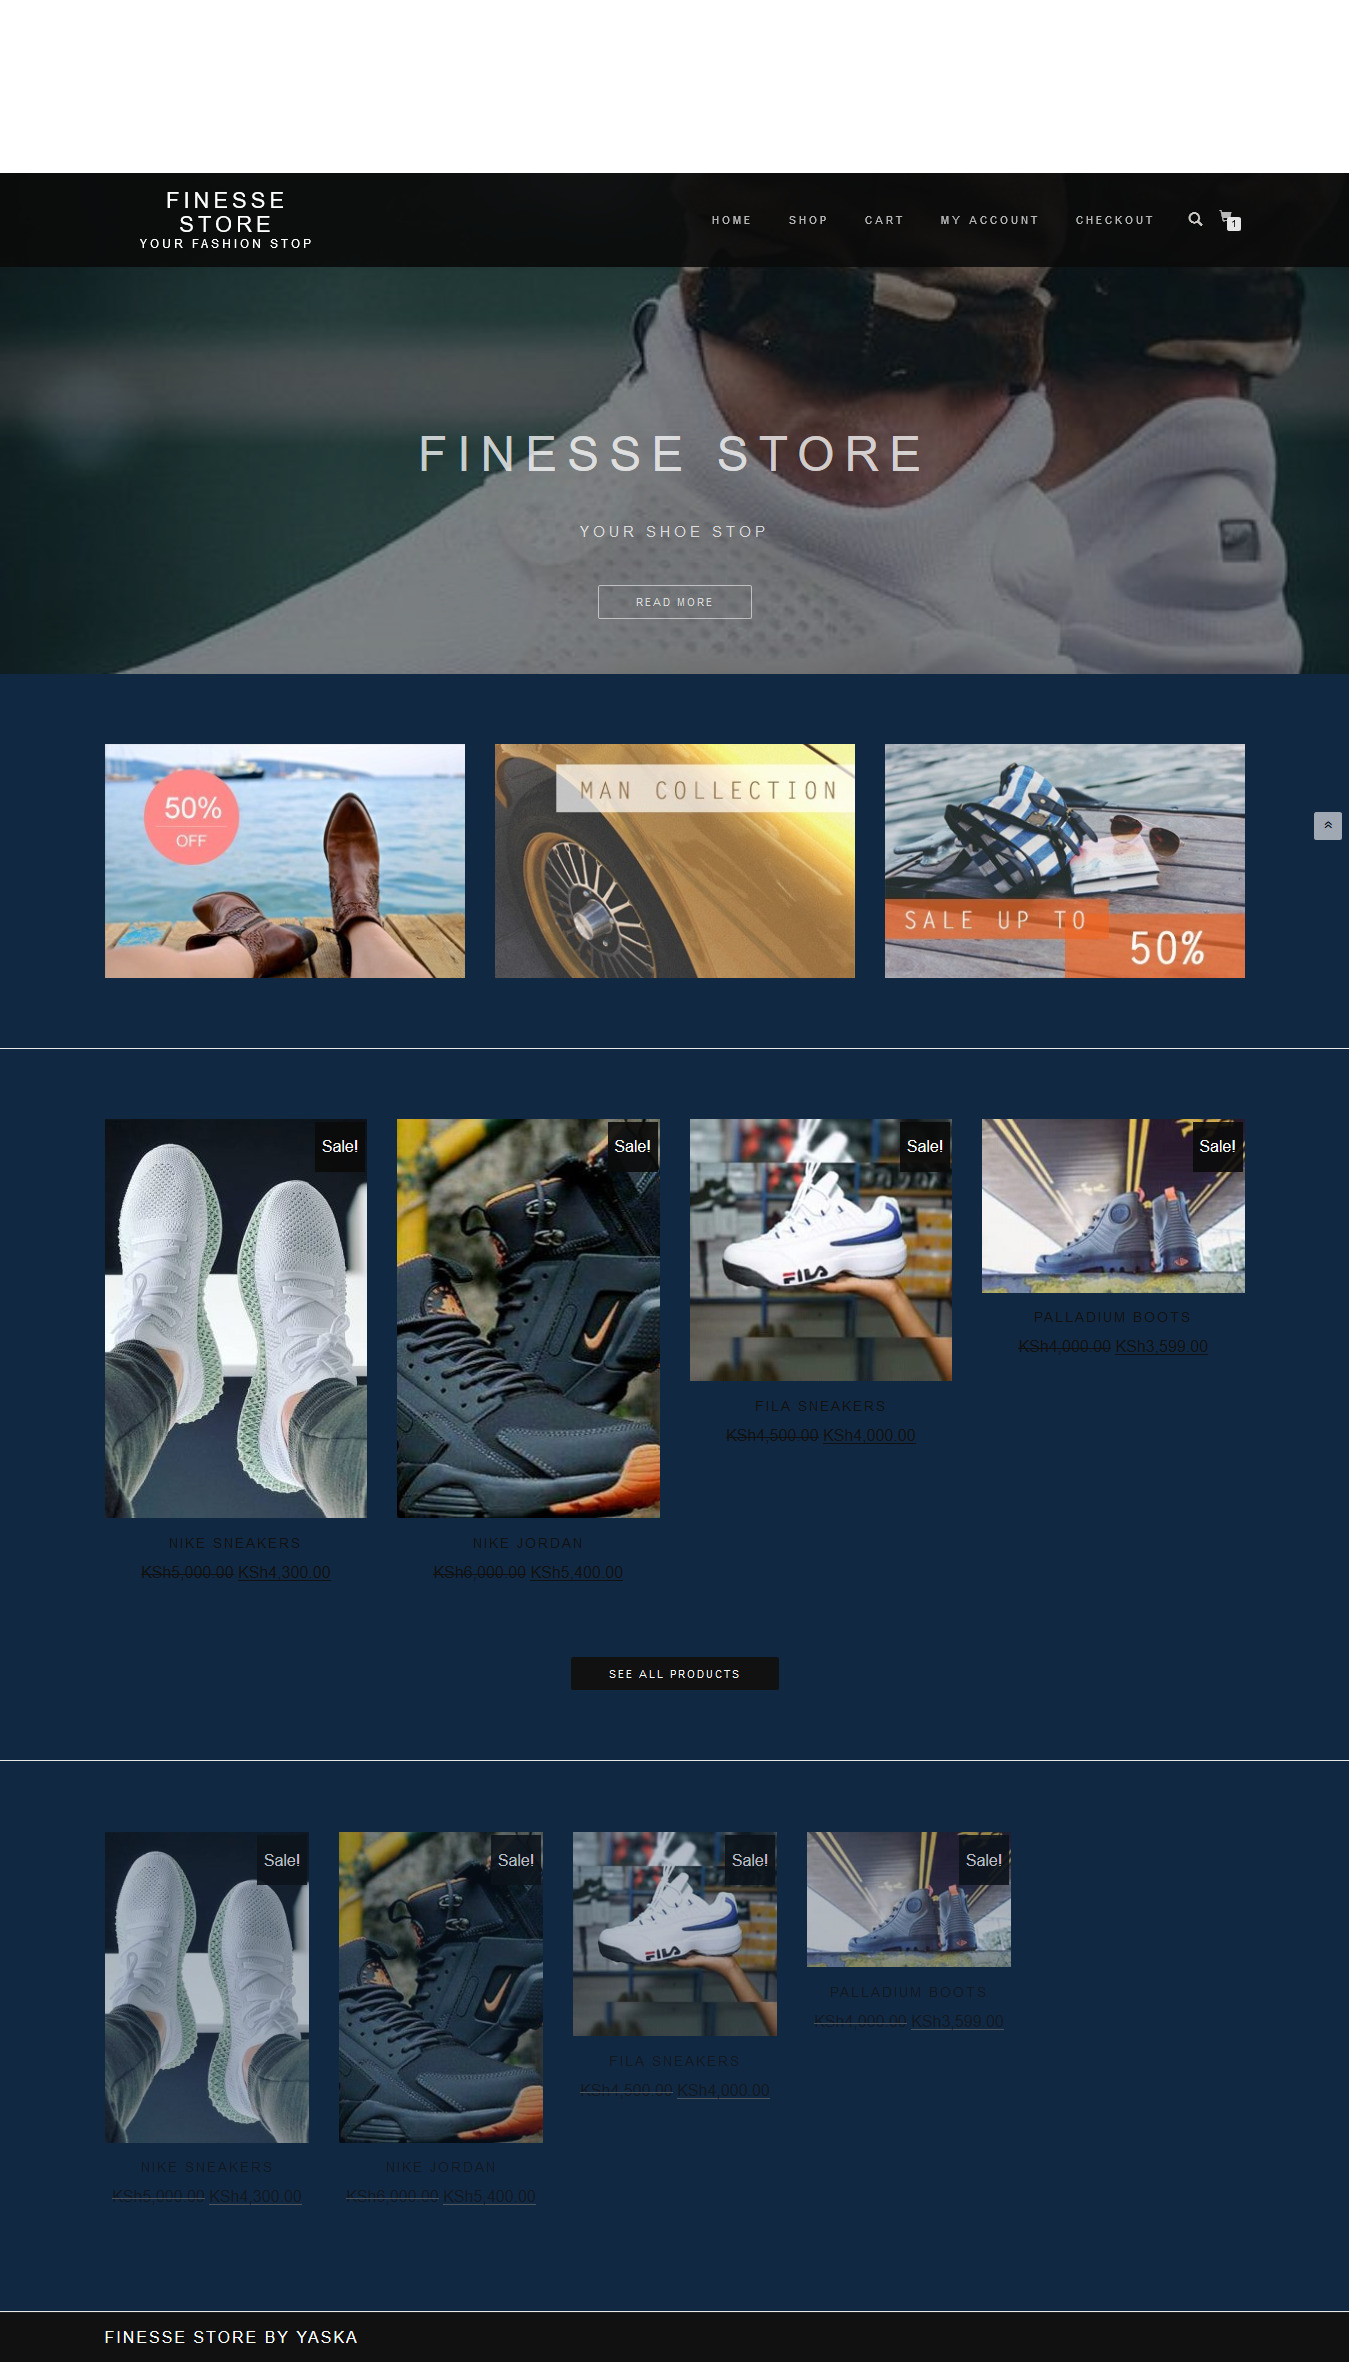 FINESSE
STORE
YOUR FASHION STOP
HOME SHOP CART MY ACCOUNT CHECKOUT 1
FINESSE STORE
YOUR SHOE STOP
READ MORE
50%
OFF
MAN COLLECTION
SALE UP TO
50%
Sale! Sale! Sale! Sale!
FILA
PALLADIUM BOOTS
KSh4,000.00 KSh3,599.00
FILA SNEAKERS
KSh4,500.00 KSh4,000.00
NIKE SNEAKERS NIKE JORDAN
KSh5,000.00 KSh4,300.00 KSh6,000.00 KSh5,400.00
SEE ALL PRODUCTS
Sale! Sale! Sale! Sale!
FILA
PALLADIUM BOOTS
KSh4,000.00 KSh3,599.00
FILA SNEAKERS
KSh4,500.00 KSh4,000.00
NIKE SNEAKERS NIKE JORDAN
KSh5,000.00 KSh4,300.00 KSh6,000.00 KSh5,400.00
FINESSE STORE BY YASKA